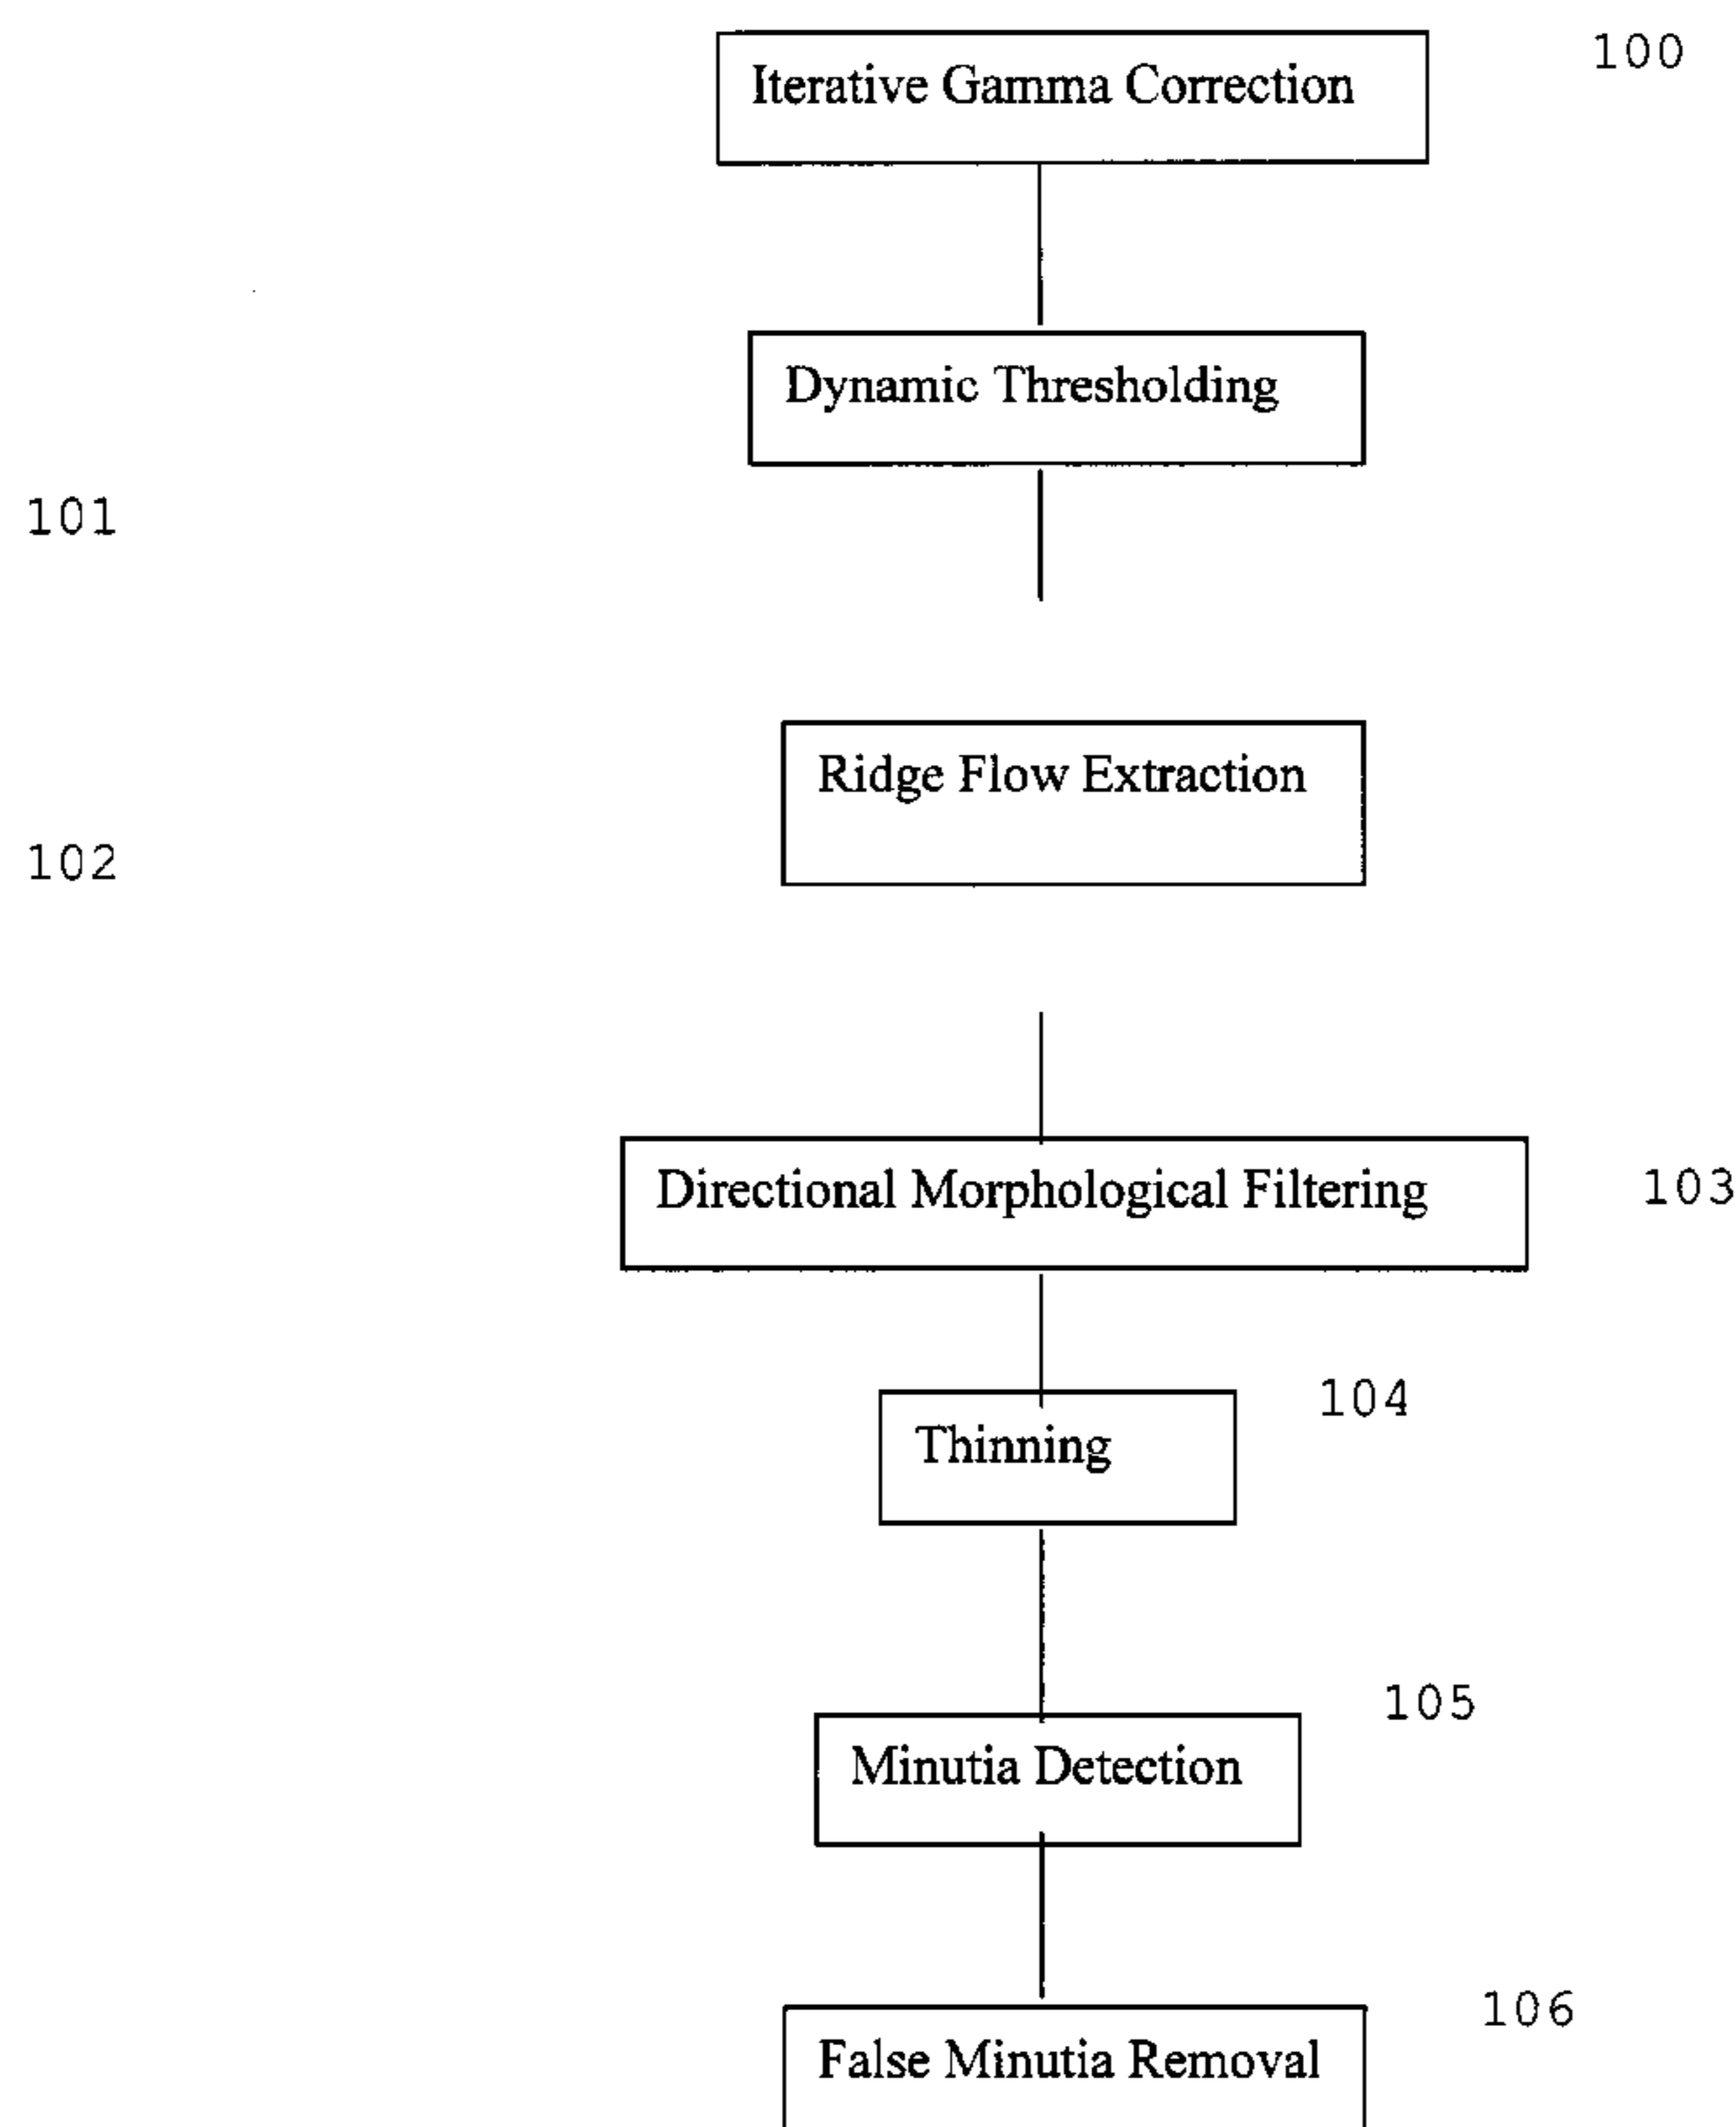 Iterative Gamma Correction
100
Dynamic Thresholding
101
Ridge Flow Extraction
102
Directional Morphological Filtering
103
104
Thinning
105
Minutia Detection
106
False Minutia Removal